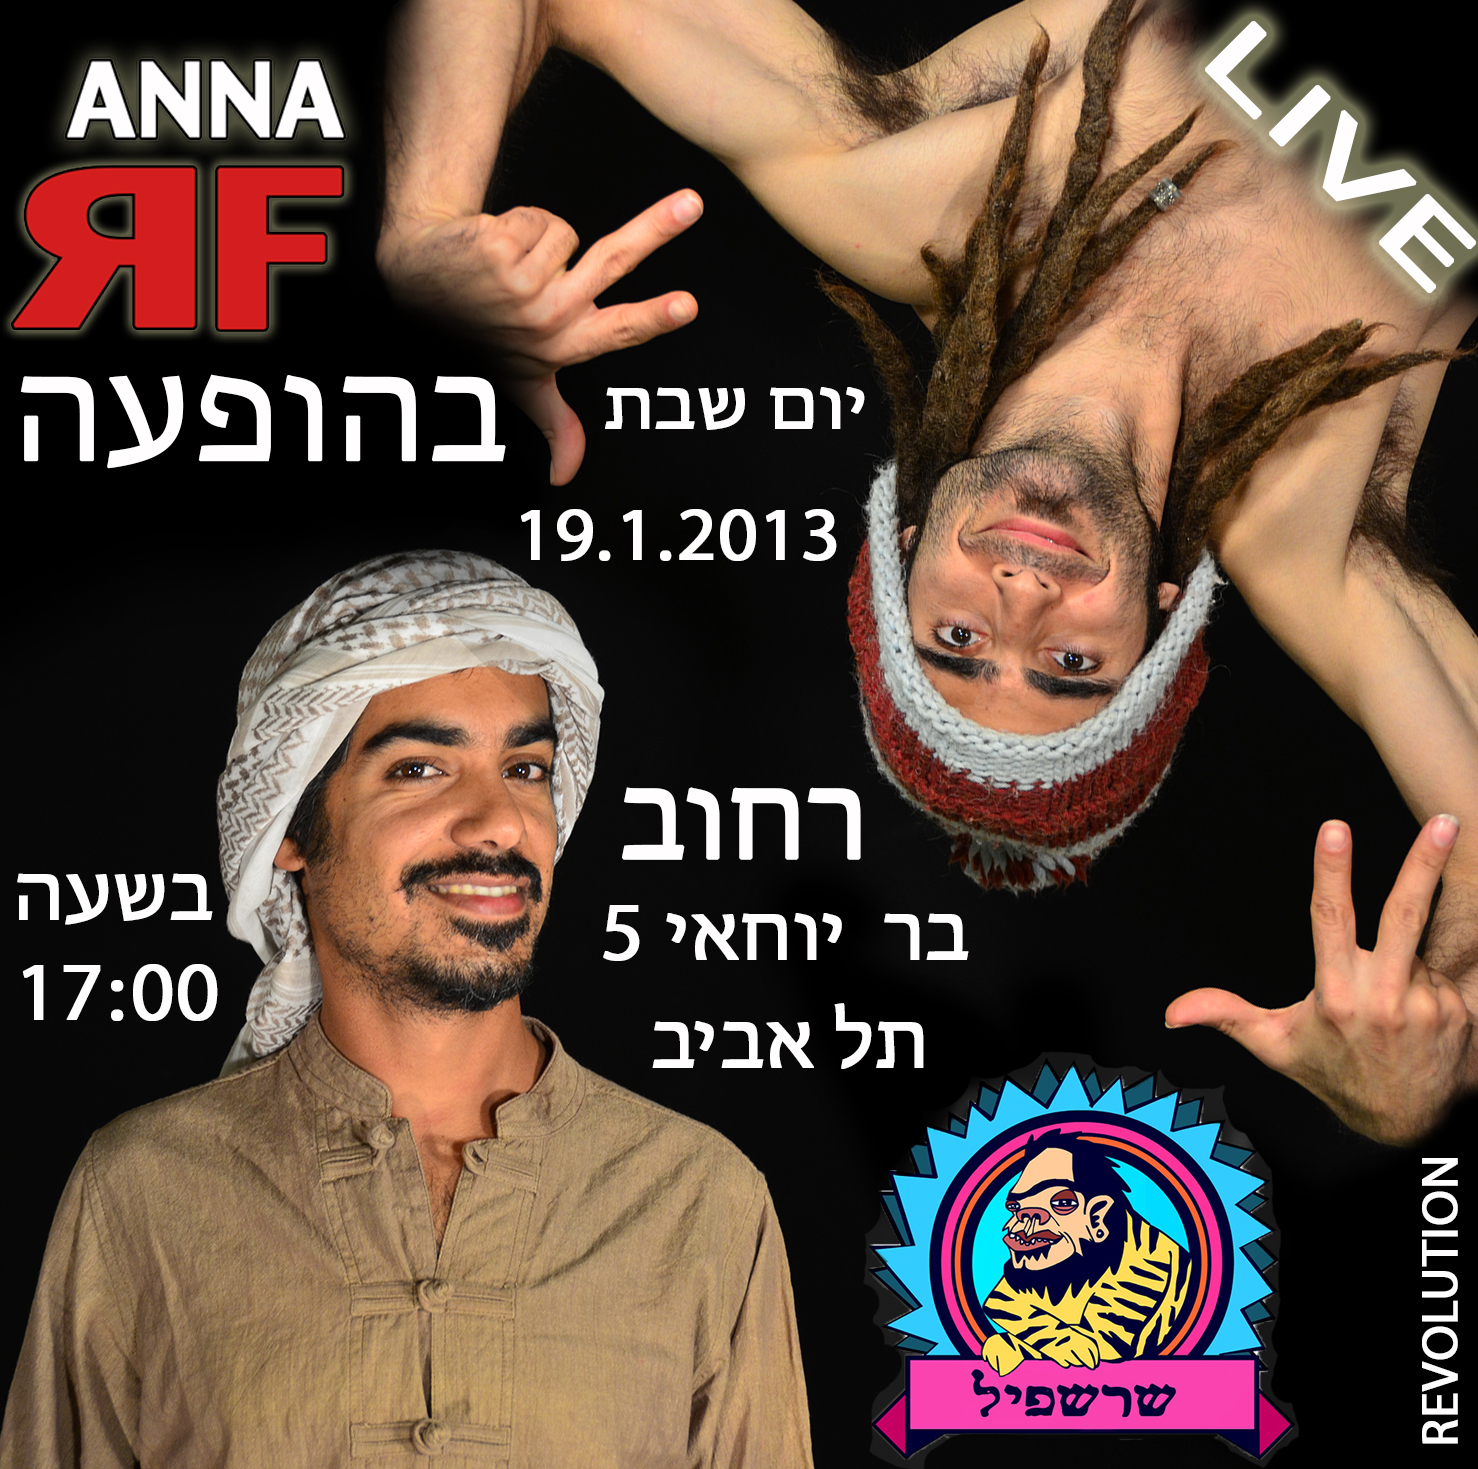 ANNA
RF
LIVE
בהופעה
יום שבת
19.1.2013
רחוב
בר יוחאי 5
תל אביב
בשעה
17:00
שרשפיל
REVOLUTION